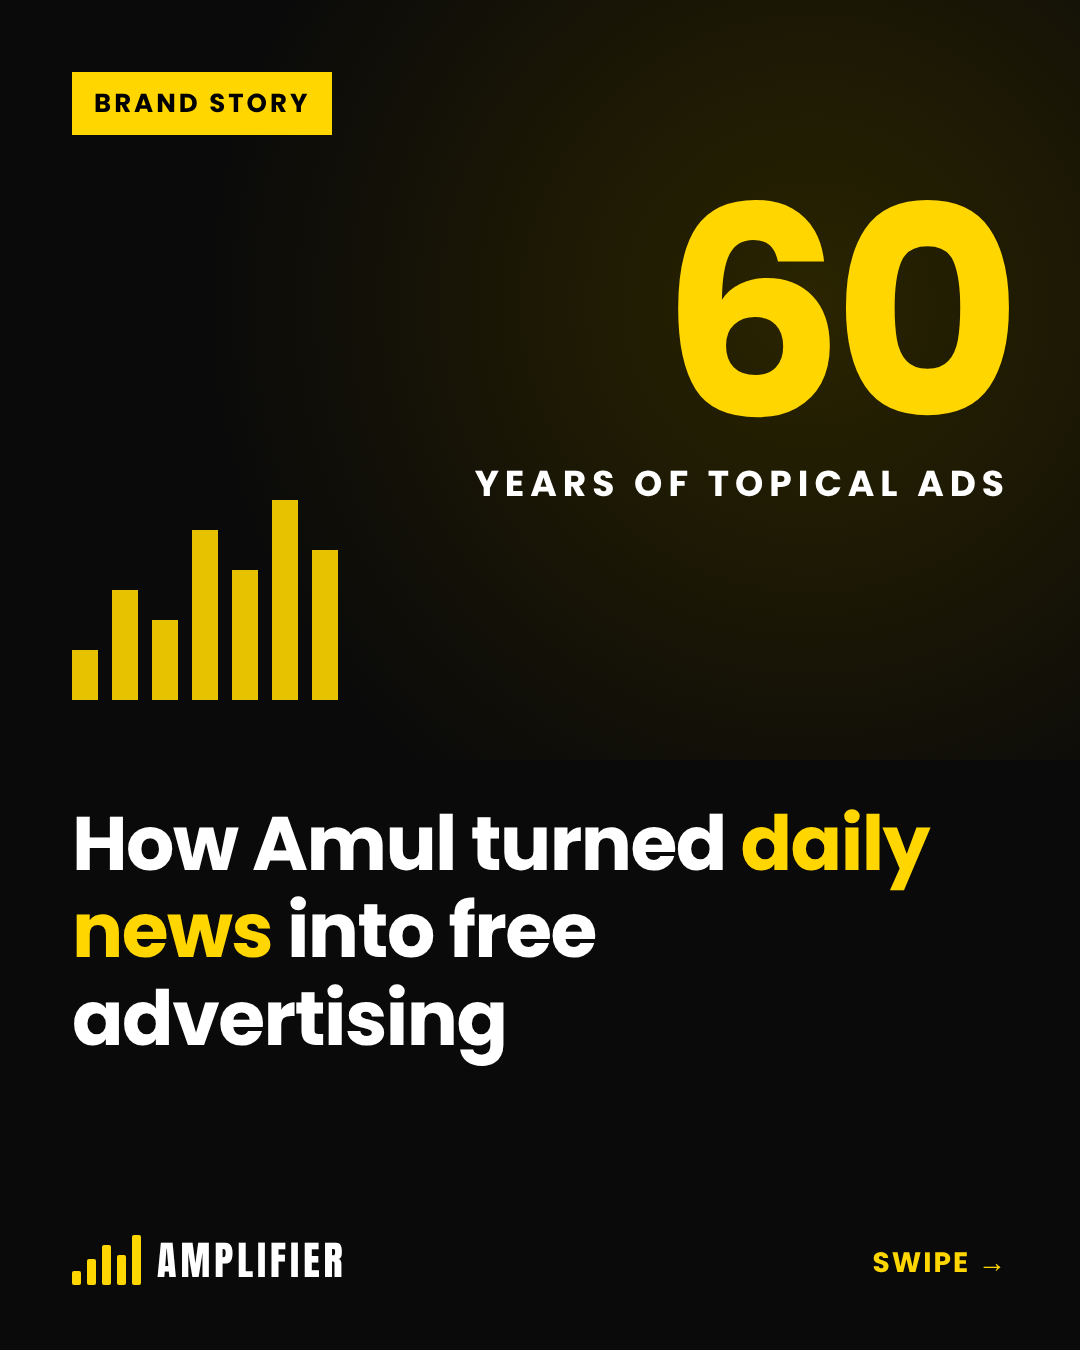 BRAND STORY
60
YEARS OF TOPICAL ADS
How Amul turned daily
news into free
advertising
AMPLIFIER
SWIPE →